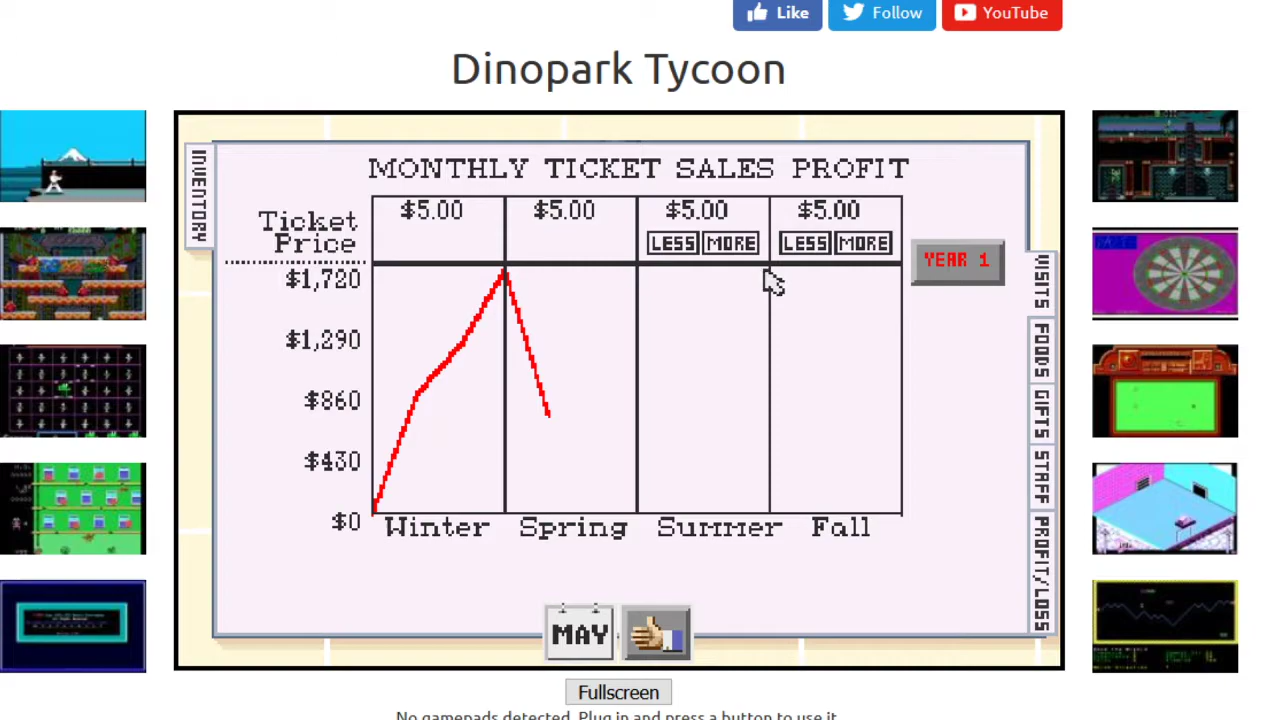 Like Follow YouTube
Dinopark Tycoon
INVENTORY
MONTHLY TICKET SALES PROFIT
Ticket Price
$5.00 $5.00 $5.00 $5.00
LESS MORE LESS MORE
YEAR 1
$1,720
$1,290
$860
$430
$0
Winter Spring Summer Fall
VISITS
FOODS
GIFTS
STAFF
PROFIT/LOSS
MAY
Fullscreen
No gamepads detected. Plug in and press a button to use it.